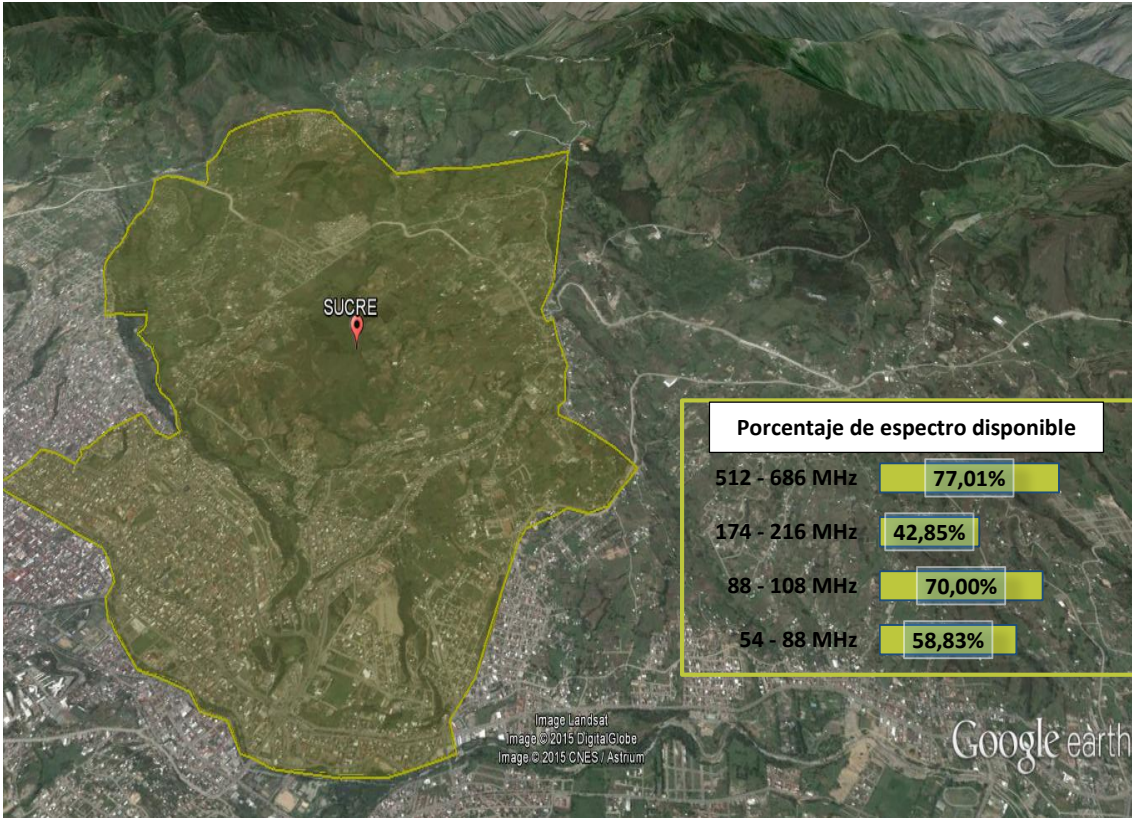 SUCRE
Porcentaje de espectro disponible
512 - 686 MHz 77,01%
174 - 216 MHz 42,85%
88 - 108 MHz 70,00%
54 - 88 MHz 58,83%
Image Landsat
Image © 2015 DigitalGlobe
Image © 2015 CNES / Astrium
Google earth